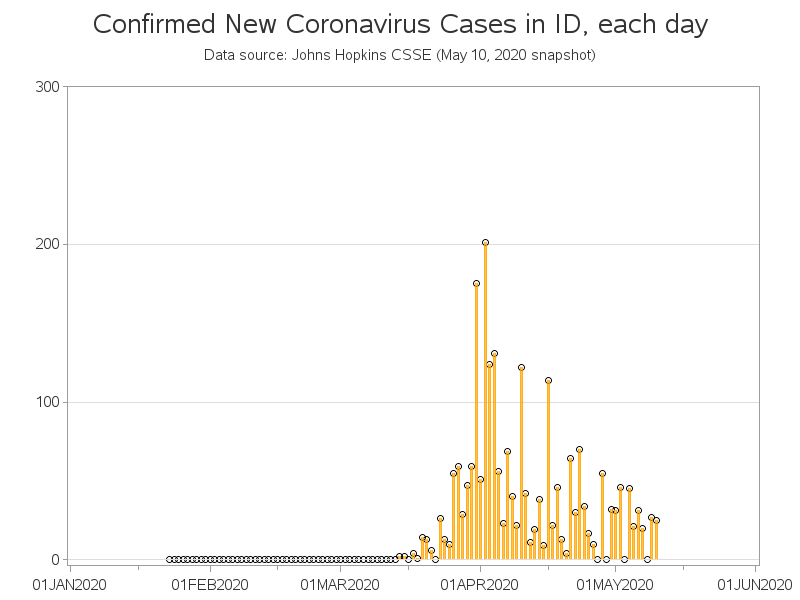 Confirmed New Coronavirus Cases in ID, each day
Data source: Johns Hopkins CSSE (May 10, 2020 snapshot)
300
200
100
0
01JAN2020 01FEB2020 01MAR2020 01APR2020 01MAY2020 01JUN2020